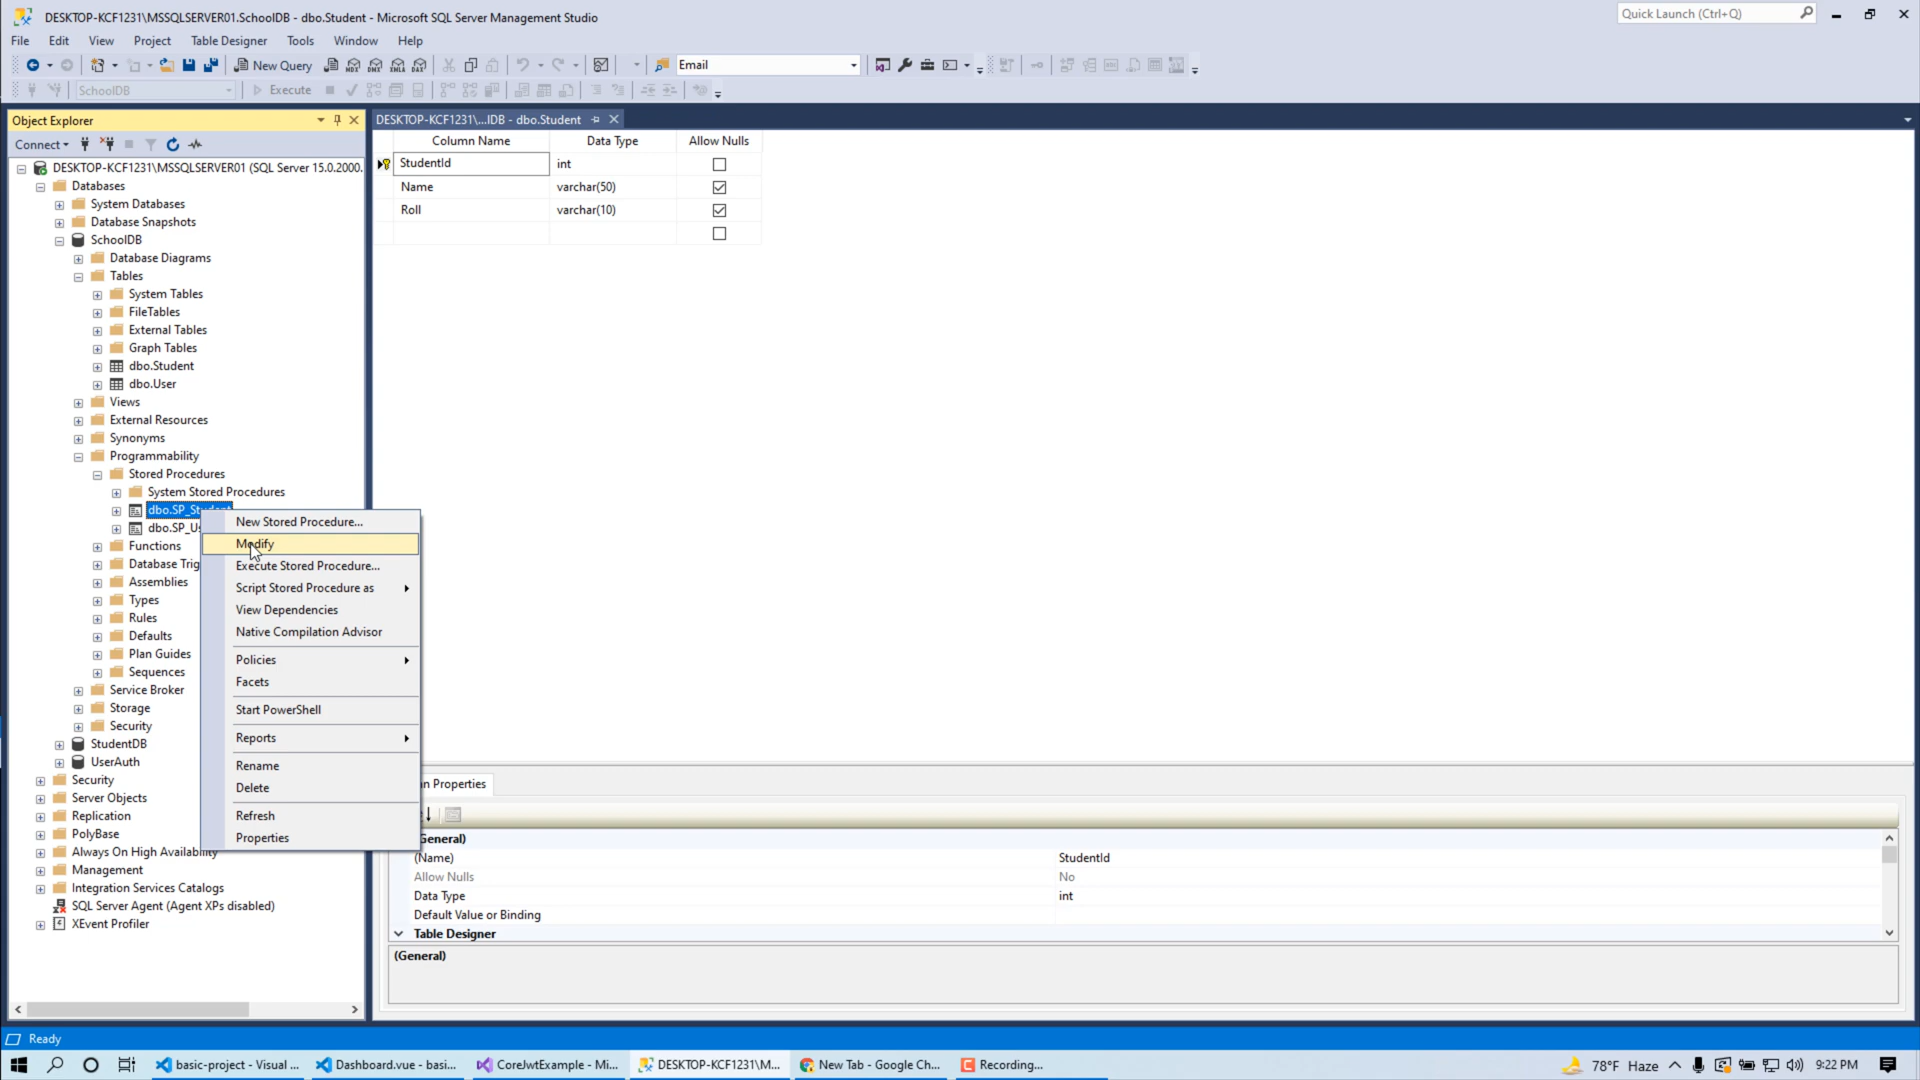 DESKTOP-KCF1231\MSSQLSERVER01.SchoolDB - dbo.Student - Microsoft SQL Server Management Studio
Quick Launch (Ctrl+Q)
File Edit View Project Table Designer Tools Window Help
New Query MDX DMX XMLA DAX Email
SchoolDB Execute
Object Explorer
DESKTOP-KCF1231\...lDB - dbo.Student
Connect
Column Name Data Type Allow Nulls
StudentId int
Name varchar(50)
Roll varchar(10)
DESKTOP-KCF1231\MSSQLSERVER01 (SQL Server 15.0.2000.
Databases
System Databases
Database Snapshots
SchoolDB
Database Diagrams
Tables
System Tables
FileTables
External Tables
Graph Tables
dbo.Student
dbo.User
Views
External Resources
Synonyms
Programmability
Stored Procedures
System Stored Procedures
dbo.SP_Student
dbo.SP_Us
Functions
Database Trig
Assemblies
Types
Rules
Defaults
Plan Guides
Sequences
Service Broker
Storage
Security
StudentDB
UserAuth
Security
Server Objects
Replication
PolyBase
Always On High Availability
Management
Integration Services Catalogs
SQL Server Agent (Agent XPs disabled)
XEvent Profiler
New Stored Procedure...
Modify
Execute Stored Procedure...
Script Stored Procedure as
View Dependencies
Native Compilation Advisor
Policies
Facets
Start PowerShell
Reports
Rename
Delete
Refresh
Properties
n Properties
General)
(Name) StudentId
Allow Nulls No
Data Type int
Default Value or Binding
Table Designer
(General)
Ready
basic-project - Visual ... Dashboard.vue - basi... CoreJwtExample - Mi... DESKTOP-KCF1231\M... New Tab - Google Ch... Recording... 78°F Haze 9:22 PM